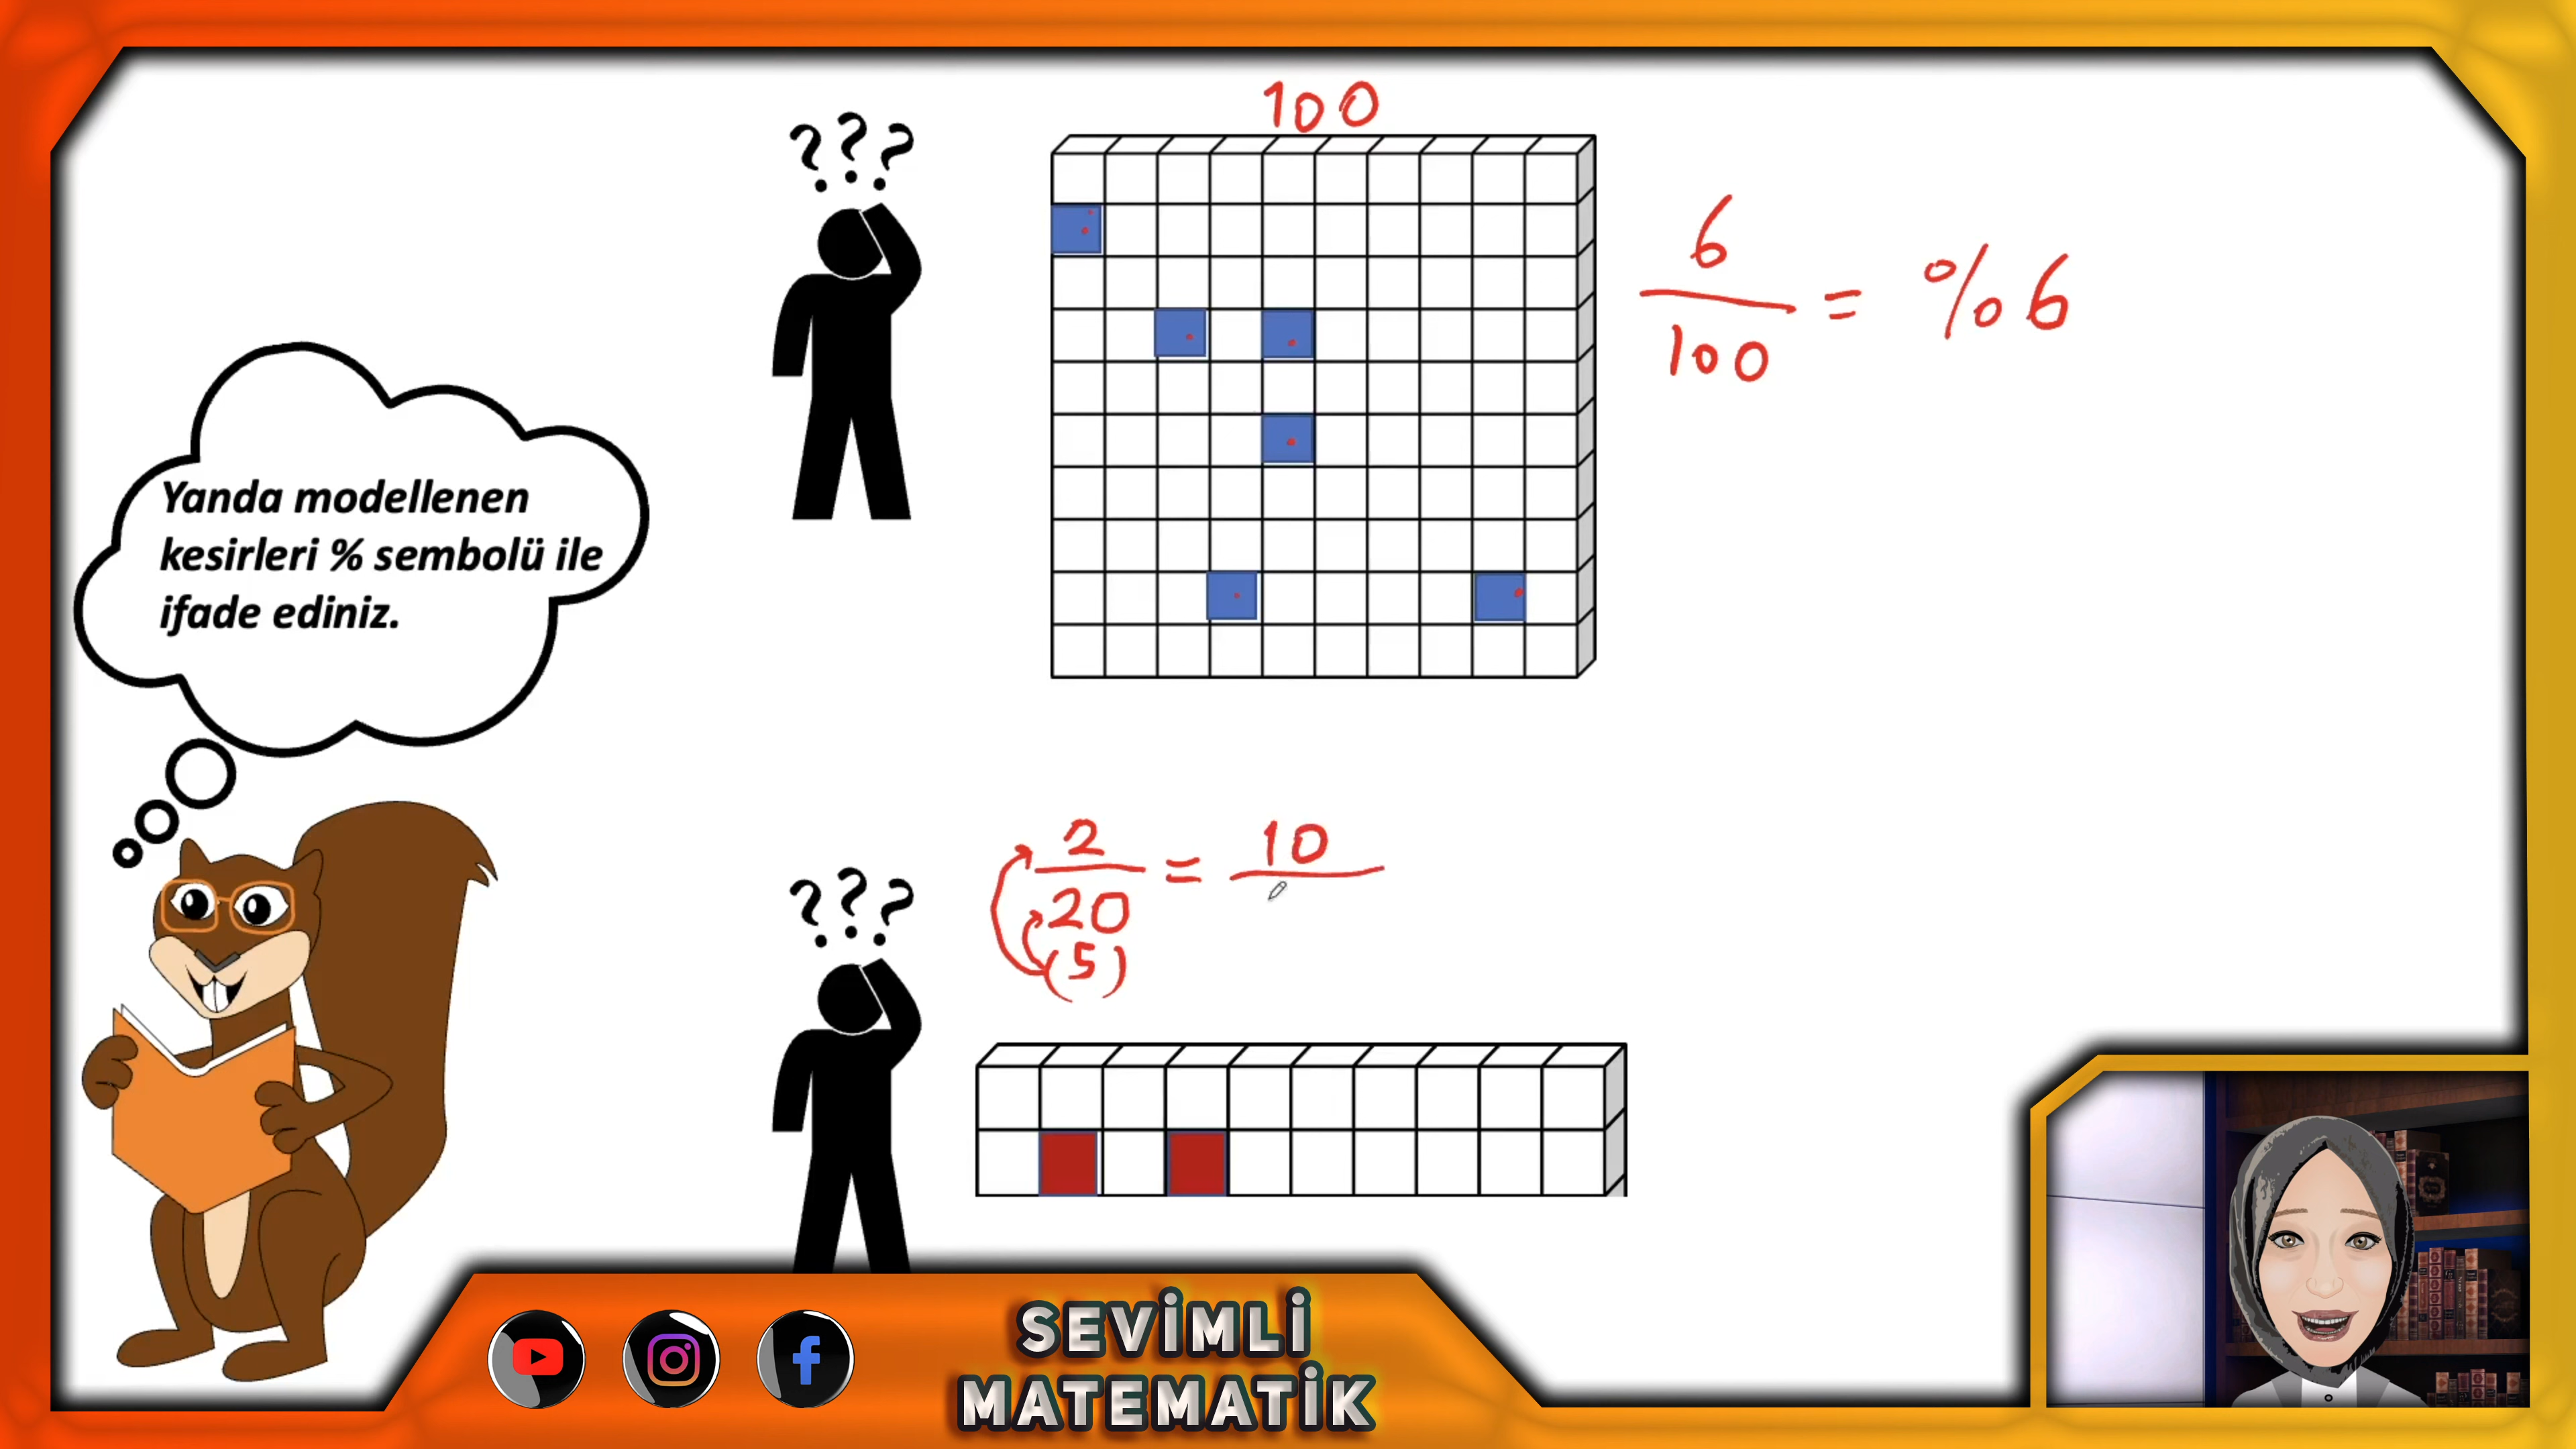 100
???
6/100 = %6
Yanda modellenen
kesirleri % sembolü ile
ifade ediniz.
2/20 = 10/
(5)
???
SEVİMLİ
MATEMATİK